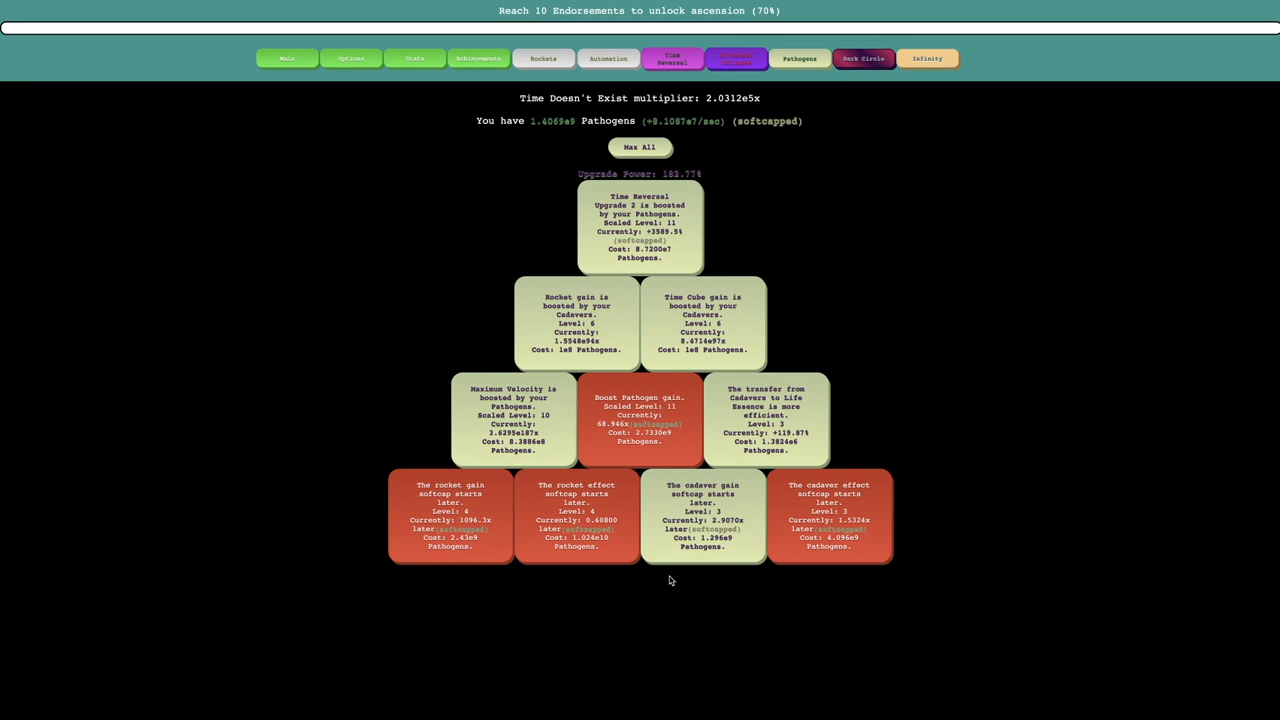 Reach 10 Endorsements to unlock ascension (70%)
Main
Options
Stats
Achievements
Rockets
Automation
Time
Reversal
Pathogens
Dark Circle
Infinity
Time Doesn't Exist multiplier: 2.0312e5x
You have 1.4069e9 Pathogens (+8.1087e7/sec) (softcapped)
Max All
Upgrade Power: 182.77%
Time Reversal
Upgrade 2 is boosted
by your Pathogens.
Scaled Level: 11
Currently: +3589.5%
(softcapped)
Cost: 8.7200e7
Pathogens.
Rocket gain is
boosted by your
Cadavers.
Level: 6
Currently:
1.5548e94x
Cost: 1e8 Pathogens.
Time Cube gain is
boosted by your
Cadavers.
Level: 6
Currently:
8.4714e97x
Cost: 1e8 Pathogens.
Maximum Velocity is
boosted by your
Pathogens.
Scaled Level: 10
Currently:
3.6295e187x
Cost: 8.3886e8
Pathogens.
Boost Pathogen gain.
Scaled Level: 11
Currently:
68.946x(softcapped)
Cost: 2.7330e9
Pathogens.
The transfer from
Cadavers to Life
Essence is more
efficient.
Level: 3
Currently: +119.87%
Cost: 1.3824e6
Pathogens.
The rocket gain
softcap starts
later.
Level: 4
Currently: 1096.3x
later(softcapped)
Cost: 2.43e9
Pathogens.
The rocket effect
softcap starts
later.
Level: 4
Currently: 0.60800
later(softcapped)
Cost: 1.024e10
Pathogens.
The cadaver gain
softcap starts
later.
Level: 3
Currently: 2.9070x
later(softcapped)
Cost: 1.296e9
Pathogens.
The cadaver effect
softcap starts
later.
Level: 3
Currently: 1.5324x
later(softcapped)
Cost: 4.096e9
Pathogens.